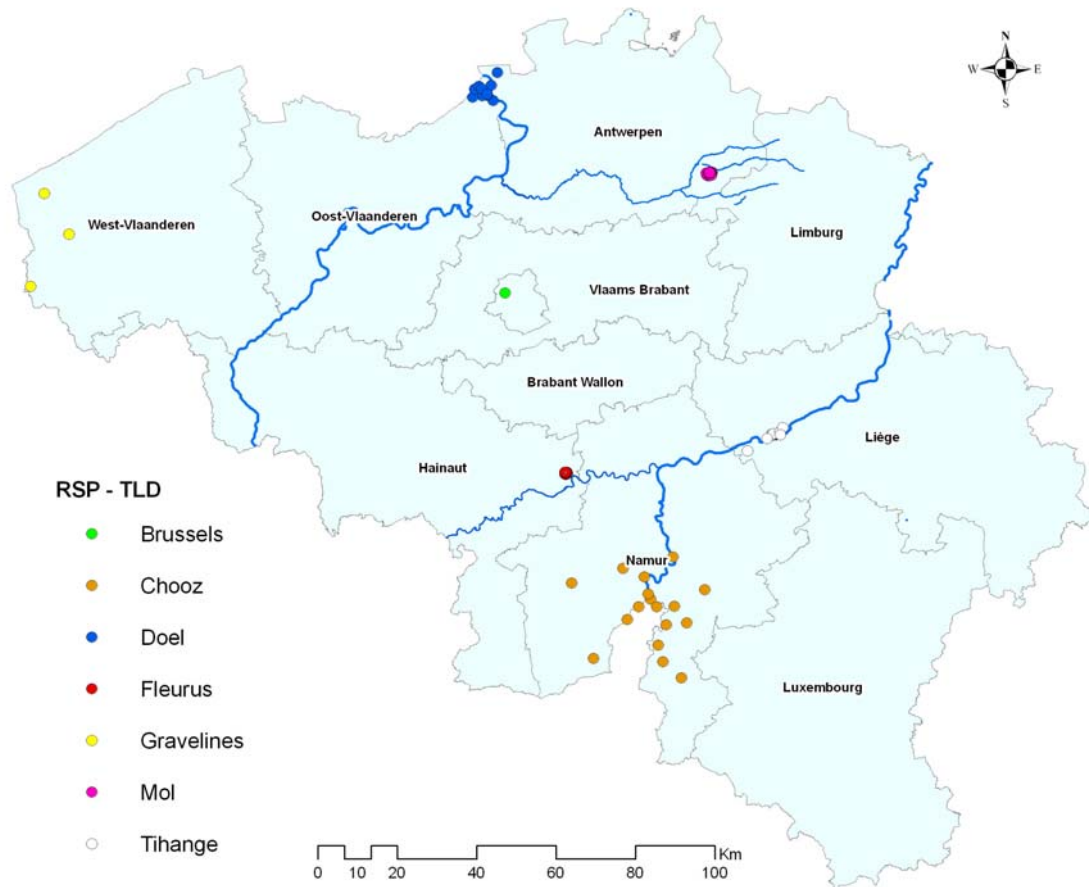 N
W E
S
Antwerpen
West-Vlaanderen
Oost-Vlaanderen
Limburg
Vlaams Brabant
Brabant Wallon
Liége
Hainaut
Namur
Luxembourg
RSP - TLD
Brussels
Chooz
Doel
Fleurus
Gravelines
Mol
Tihange
Km
0 10 20 40 60 80 100